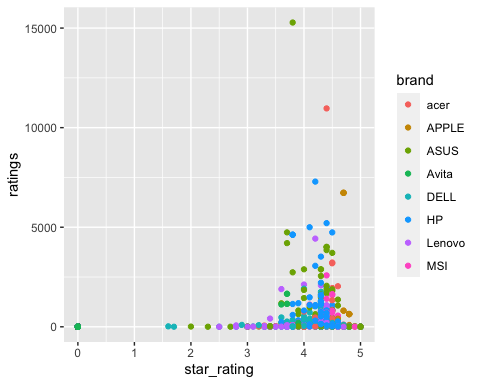 15000
10000
5000
0
ratings
0
1
2
3
4
5
star_rating
brand
acer
APPLE
ASUS
Avita
DELL
HP
Lenovo
MSI